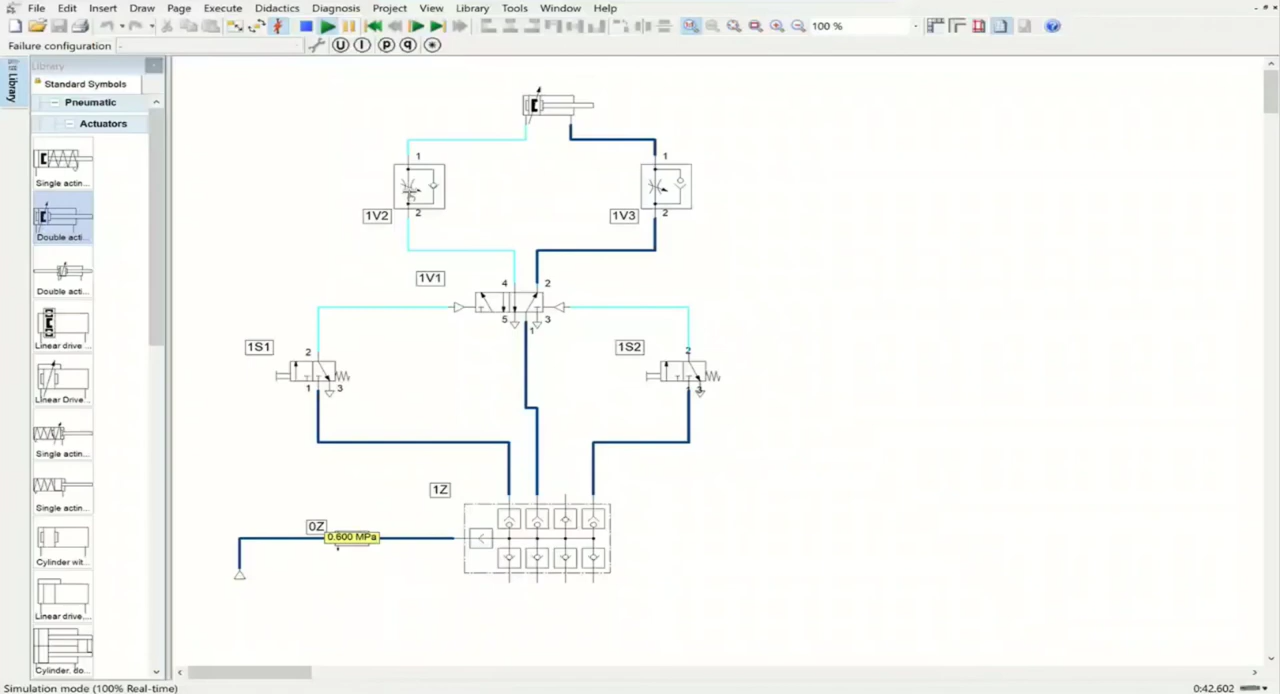 File Edit Insert Draw Page Execute Didactics Diagnosis Project View Library Tools Window Help
100 %
Failure configuration -
U I p q
Library
Library
Standard Symbols
Pneumatic
Actuators
Single actin...
Double acti...
Double acti...
Linear drive ...
Linear Drive...
Single actin...
Single actin...
Cylinder wit...
Linear drive...
Cylinder, do...
1
2
1V2
1
2
1V3
1V1
4 2
5 1 3
1S1
2
1 3
1S2
2
1 3
1Z
0Z
0.600 MPa
Simulation mode (100% Real-time)
0:42.602